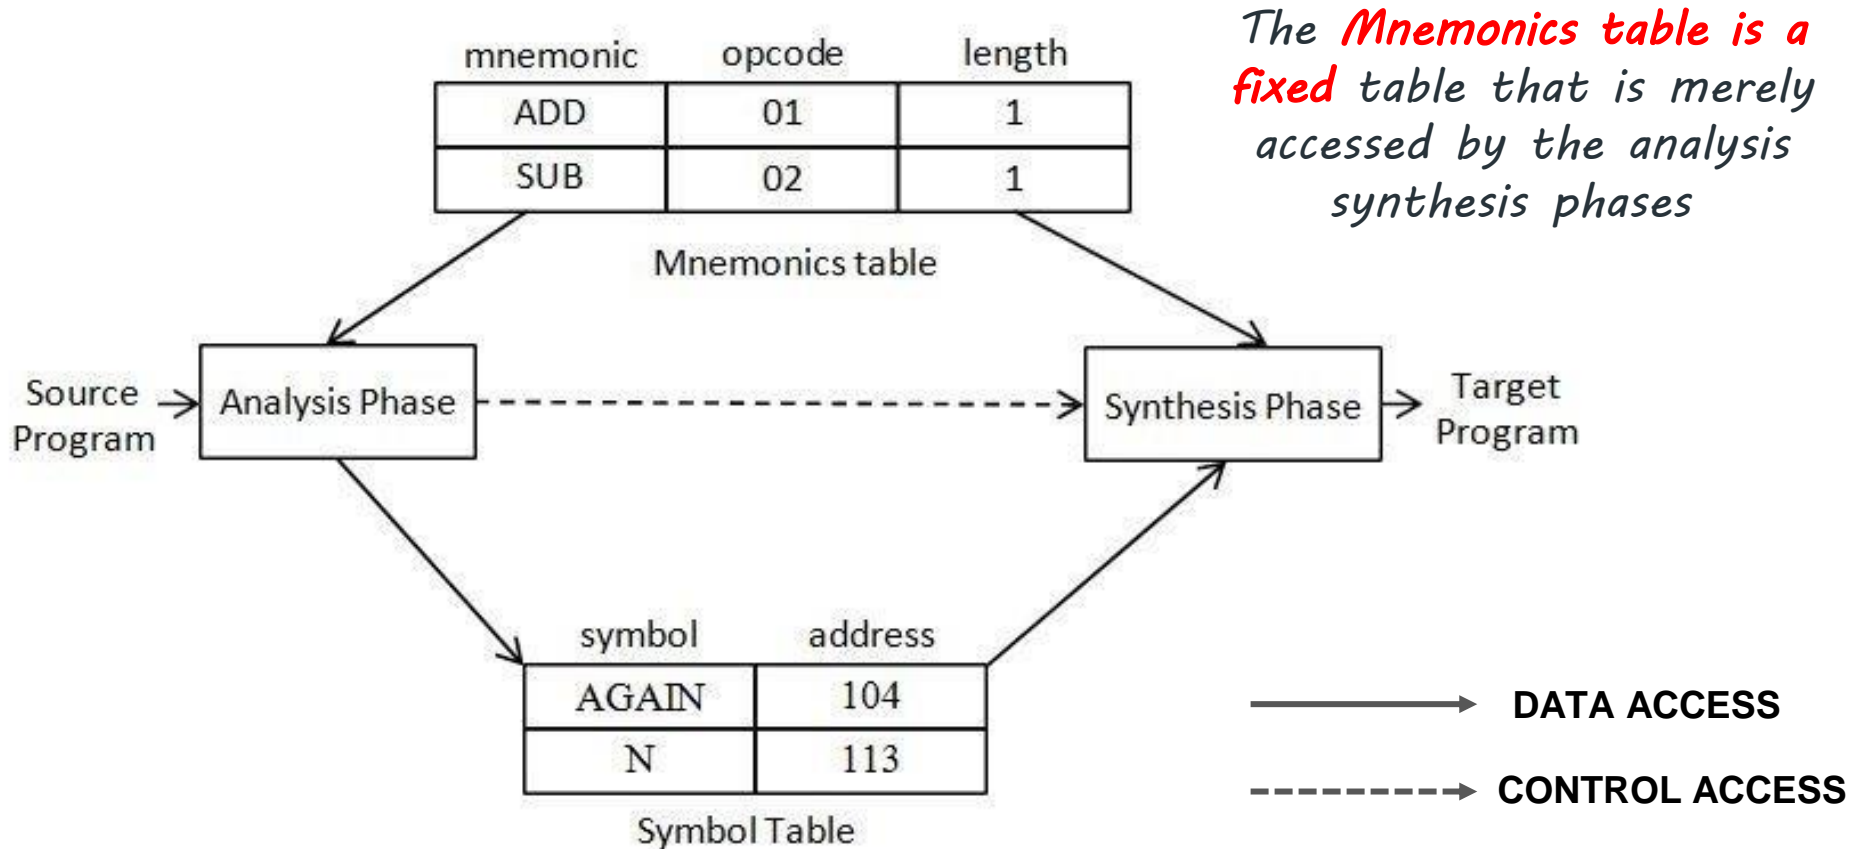 The Mnemonics table is a
fixed table that is merely
accessed by the analysis
synthesis phases
mnemonic opcode length
ADD 01 1
SUB 02 1
Mnemonics table
Source
Program
Analysis Phase
Synthesis Phase
Target
Program
symbol address
AGAIN 104
N 113
Symbol Table
DATA ACCESS
CONTROL ACCESS